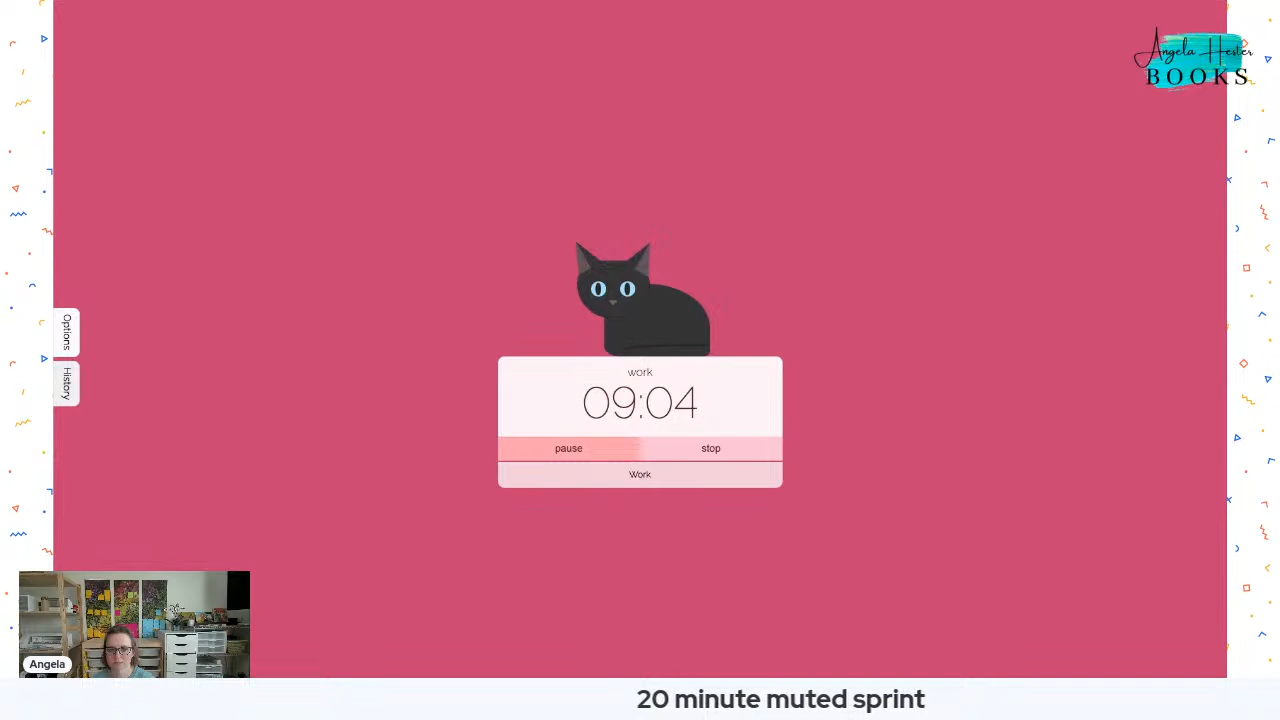 Angela Hester
BOOKS
Options
History
work
09:04
pause
stop
Work
Angela
20 minute muted sprint